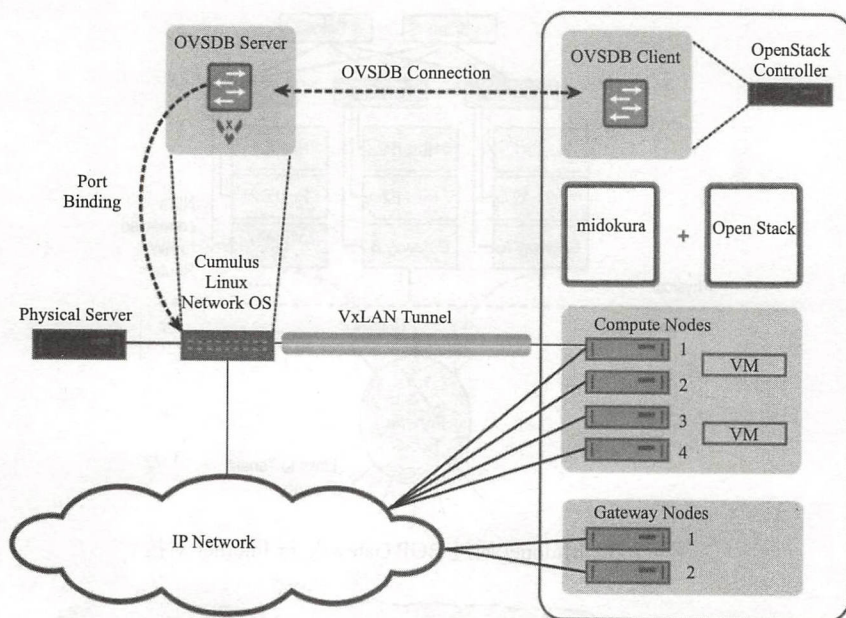 OVSDB Server
OVSDB Connection
OVSDB Client
OpenStack
Controller
Port
Binding
midokura
+
Open Stack
Cumulus
Linux
Network OS
Physical Server
VxLAN Tunnel
Compute Nodes
1
VM
2
3
VM
4
IP Network
Gateway Nodes
1
2